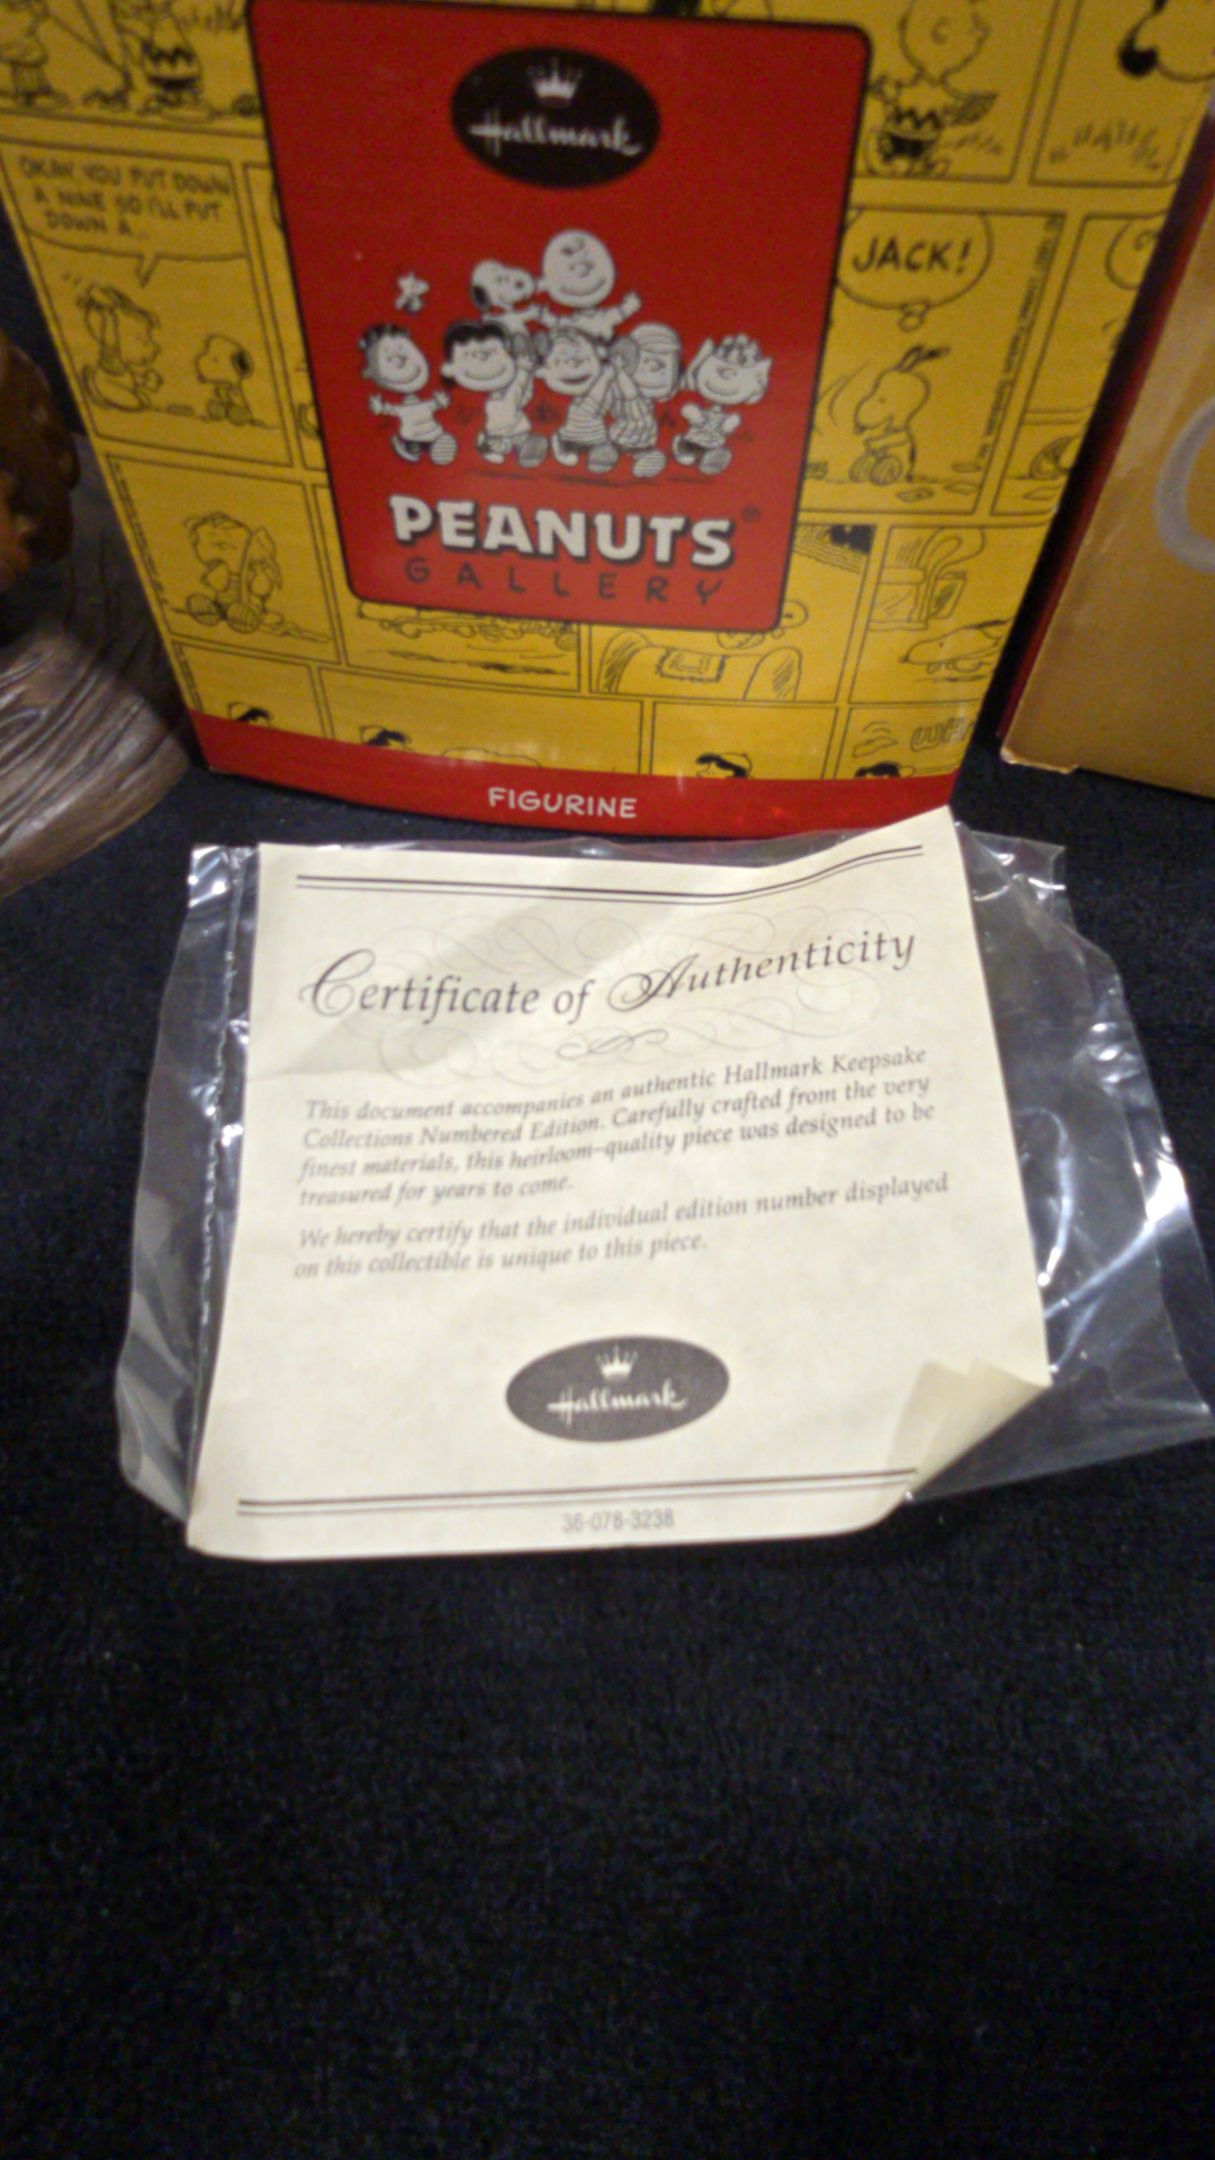 Hallmark
OKAY, YOU PUT DOWN
A NINE SO I'LL PUT
DOWN A...
JACK!
PEANUTS®
GALLERY
FIGURINE
Certificate of Authenticity
This document accompanies an authentic Hallmark Keepsake
Collections Numbered Edition. Carefully crafted from the very
finest materials, this heirloom-quality piece was designed to be
treasured for years to come.
We hereby certify that the individual edition number displayed
on this collectible is unique to this piece.
Hallmark
36-078-3238